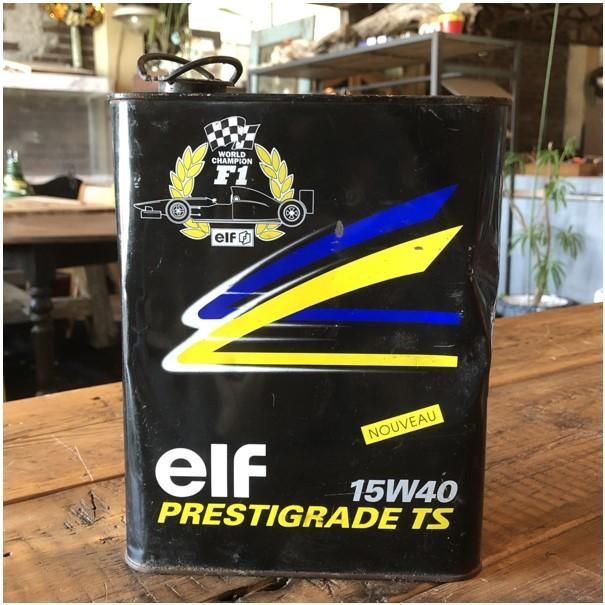 WORLD
CHAMPION
F1
elf
NOUVEAU
elf
15W40
PRESTIGRADE TS